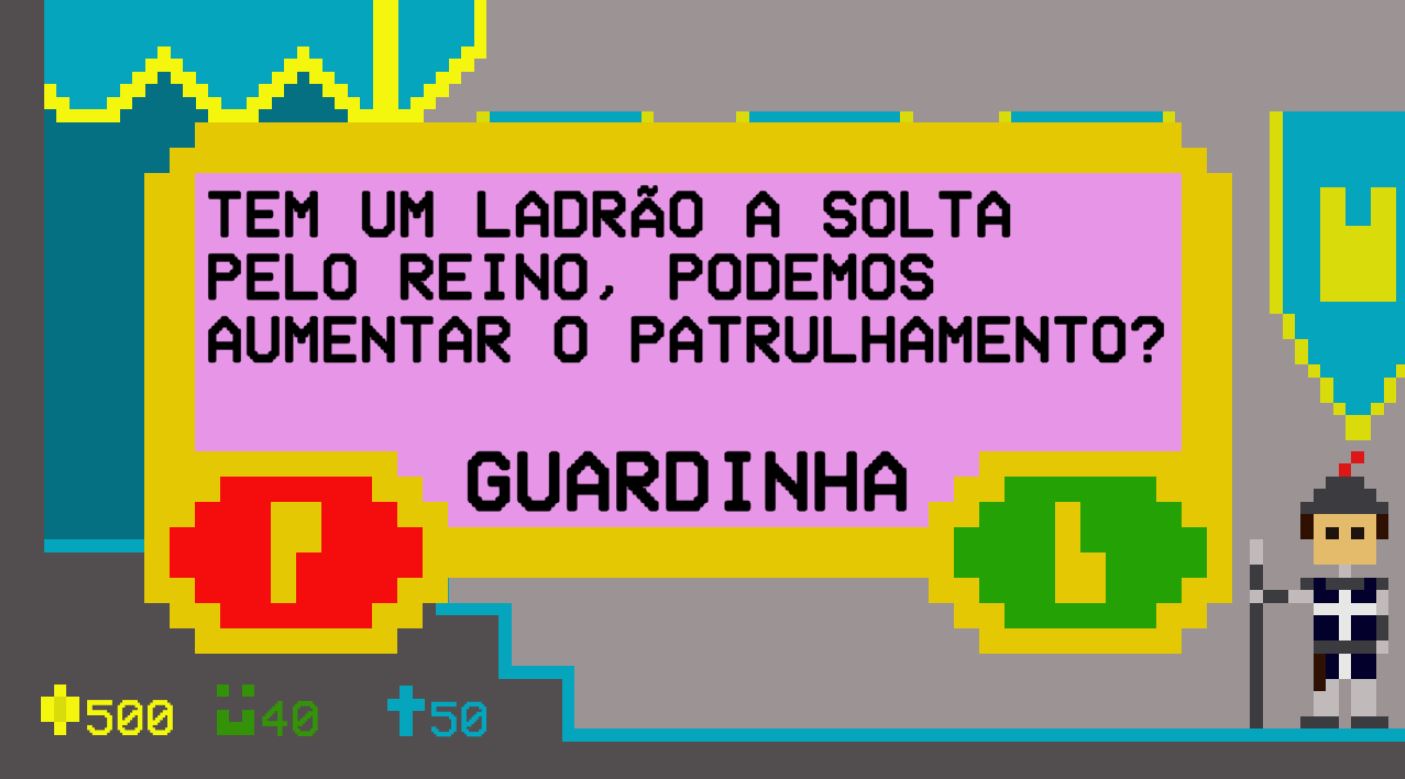 TEM UM LADRÃO A SOLTA
PELO REINO, PODEMOS
AUMENTAR O PATRULHAMENTO?
GUARDINHA
500 40 50